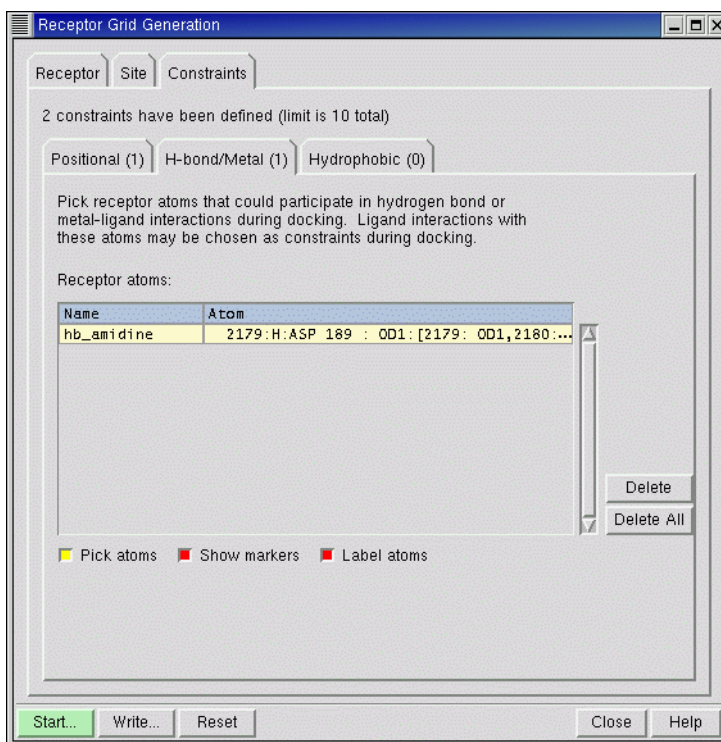 Receptor Grid Generation
Receptor Site Constraints
2 constraints have been defined (limit is 10 total)
Positional (1) H-bond/Metal (1) Hydrophobic (0)
Pick receptor atoms that could participate in hydrogen bond or
metal-ligand interactions during docking. Ligand interactions with
these atoms may be chosen as constraints during docking.
Receptor atoms:
Name Atom
hb_amidine 2179:H:ASP 189 : OD1:[2179: OD1,2180:...
Delete
Delete All
Pick atoms Show markers Label atoms
Start... Write... Reset Close Help